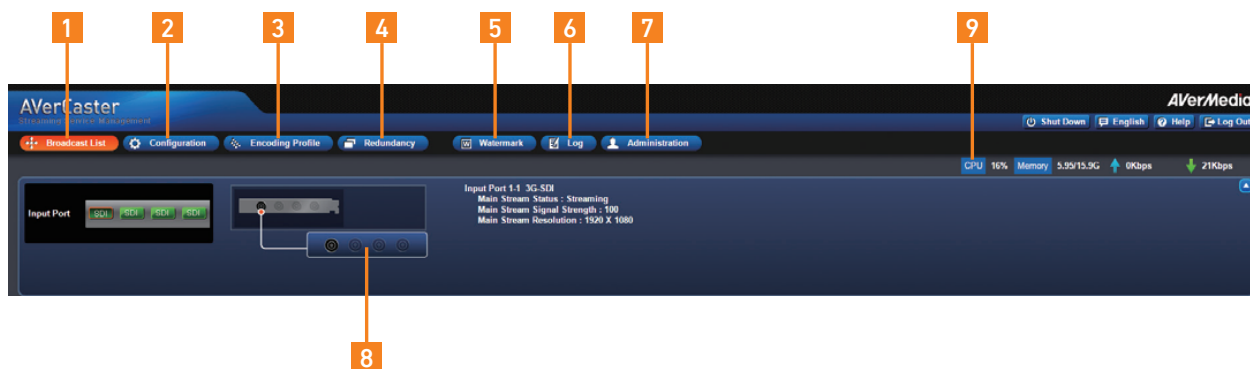 1 2 3 4 5 6 7 9
AVerCaster
AVerMedia
Streaming Service Management
Shut Down English Help Log Out
Broadcast List Configuration Encoding Profile Redundancy Watermark Log Administration
CPU 16% Memory 5.95/15.9G 0Kbps 21Kbps
Input Port SDI SDI SDI SDI
Input Port 1-1 3G-SDI
Main Stream Status : Streaming
Main Stream Signal Strength : 100
Main Stream Resolution : 1920 X 1080
8